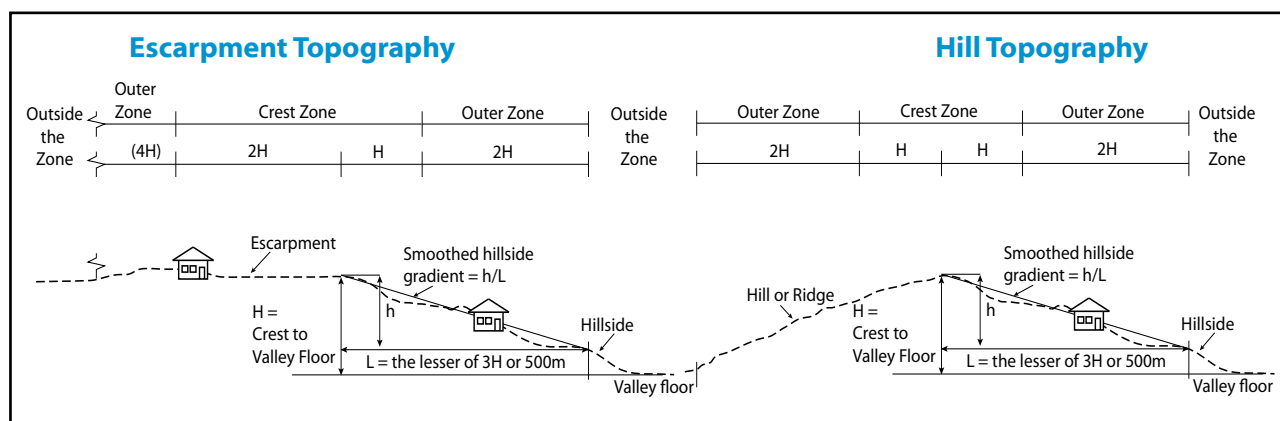 Escarpment Topography
Outer
Zone
Outside
the
Zone
Crest Zone
Outer Zone
Outside
the
Zone
(4H)
2H
H
2H
Escarpment
Smoothed hillside
gradient = h/L
H =
Crest to
Valley Floor
h
Hillside
L = the lesser of 3H or 500m
Valley floor
Hill Topography
Outer Zone
Crest Zone
Outer Zone
Outside
the
Zone
2H
H
H
2H
Hill or Ridge
Smoothed hillside
gradient = h/L
H =
Crest to
Valley Floor
h
Hillside
L = the lesser of 3H or 500m
Valley floor